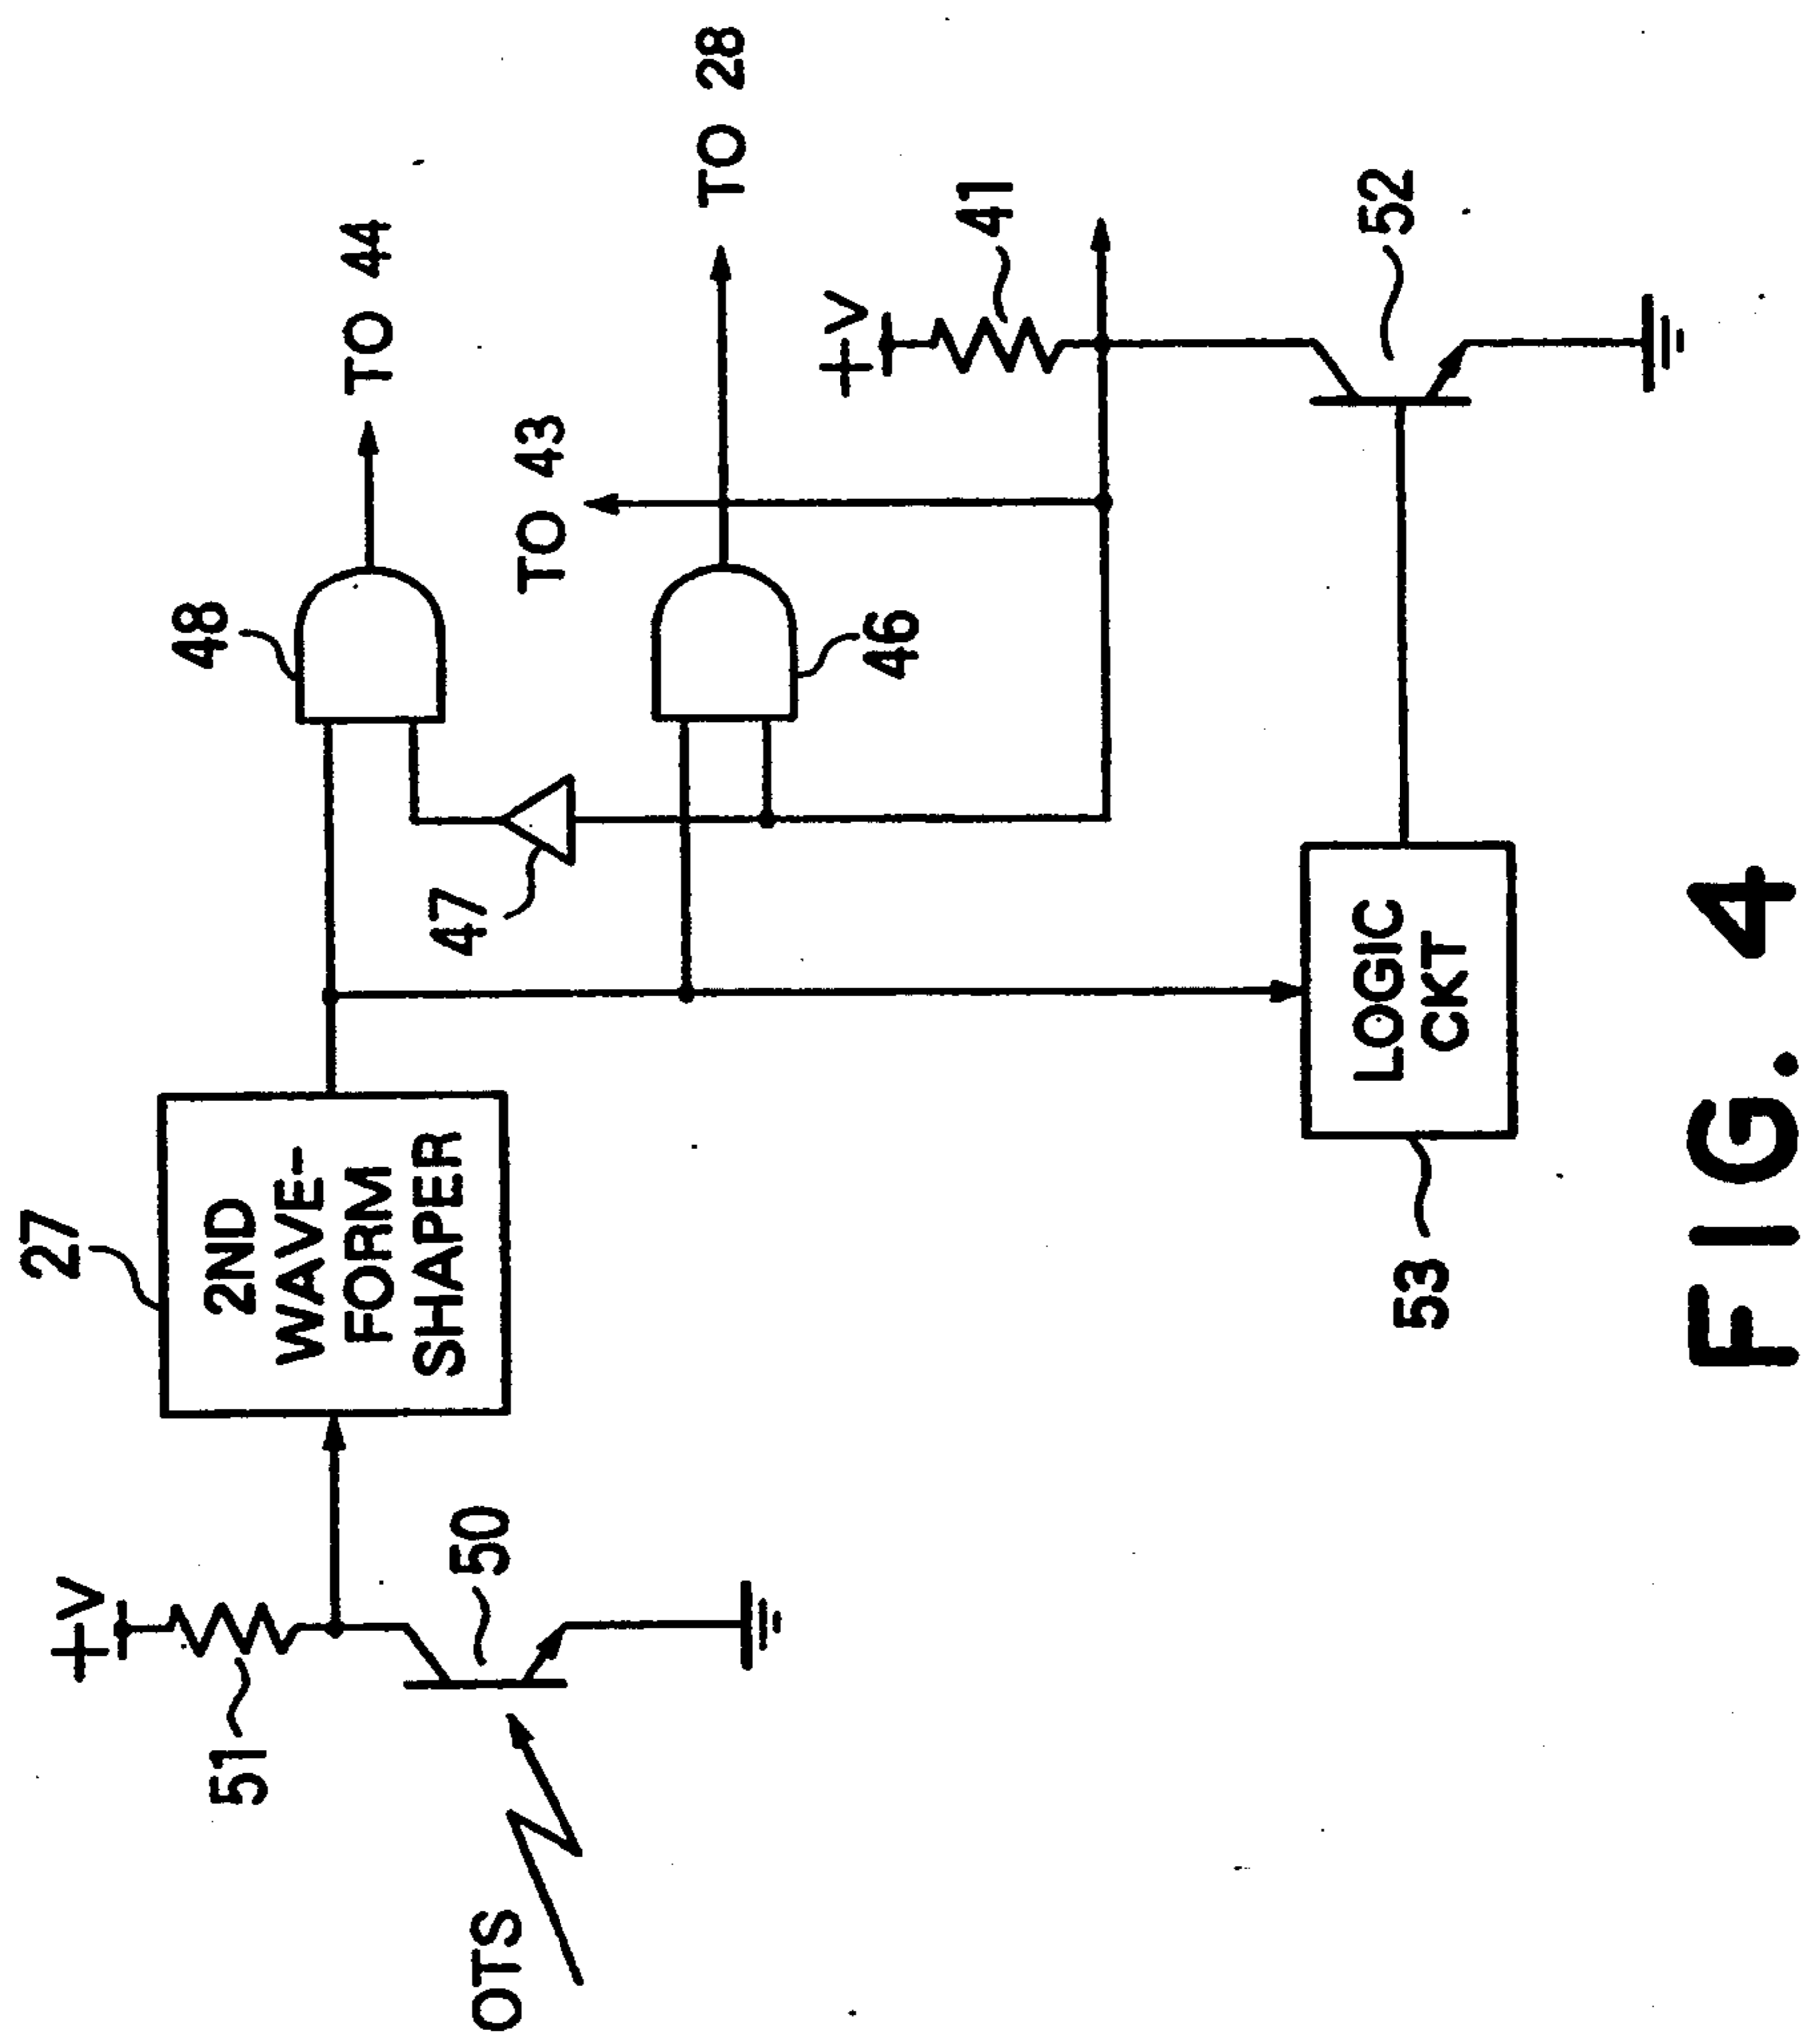 27
2ND
WAVE-
FORM
SHAPER
48
TO 44
TO 43
TO 28
47
46
+V
51
50
OTS
+V
41
52
LOGIC
CKT
53
FIG. 4